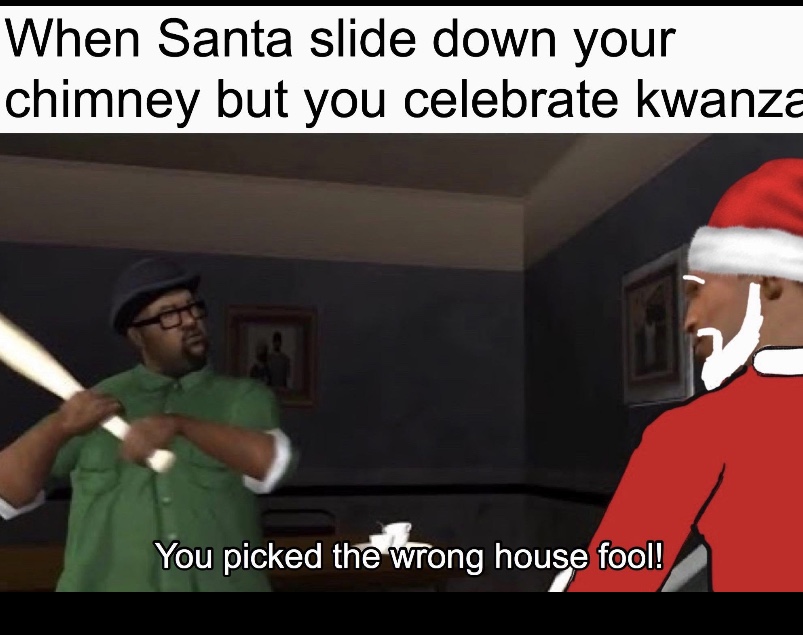 When Santa slide down your
chimney but you celebrate kwanza
You picked the wrong house fool!